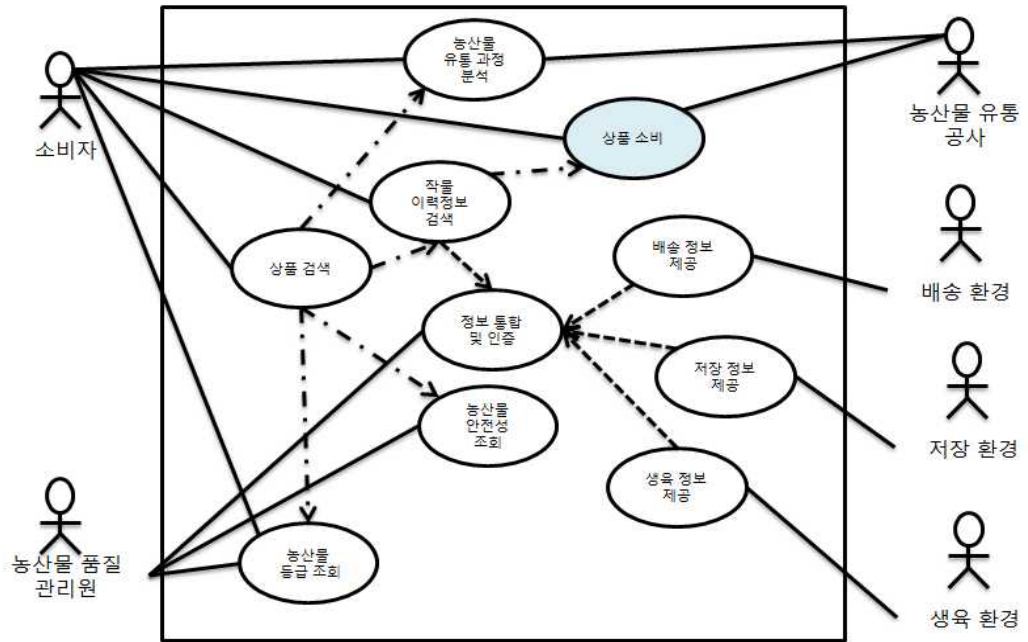 농산물
유통 과정
분석
소비자
농산물 유통
공사
상품 소비
작물
이력정보
검색
상품 검색
배송 정보
제공
배송 환경
정보 통합
및 인증
저장 정보
제공
저장 환경
농산물
안전성
조회
생육 정보
제공
농산물 품질
관리원
농산물
등급 조회
생육 환경